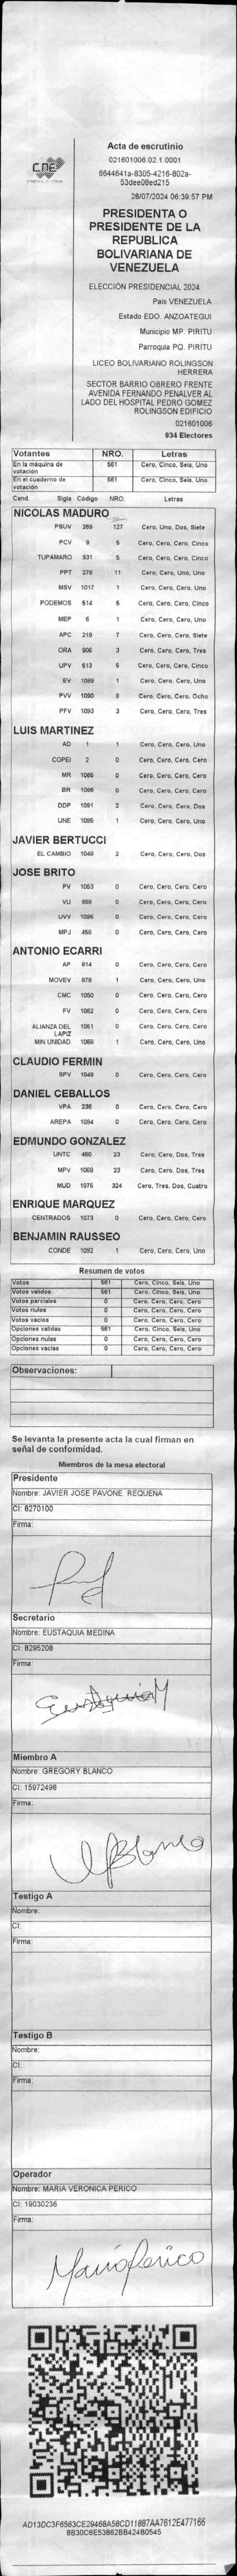 CNE
Acta de escrutinio
021601006.02.1.0001
6644641a-8305-4216-802a-
53dee08ed215
28/07/2024 06:39:57 PM
PRESIDENTA O
PRESIDENTE DE LA
REPUBLICA
BOLIVARIANA DE
VENEZUELA
ELECCIÓN PRESIDENCIAL 2024
Pais VENEZUELA
Estado EDO. ANZOATEGUI
Municipio MP. PIRITU
Parroquia PQ. PIRITU
LICEO BOLIVARIANO ROLINGSON
HERRERA
SECTOR BARRIO OBRERO FRENTE
AVENIDA FERNANDO PENALVER AL
LADO DEL HOSPITAL PEDRO GOMEZ
ROLINGSON EDIFICIO
021601006
934 Electores
Votantes NRO. Letras
En la máquina de votación 561 Cero, Cinco, Seis, Uno
En el cuaderno de votación 561 Cero, Cinco, Seis, Uno
Cand. Sigla Código NRO. Letras
NICOLAS MADURO
PSUV 269 127 Cero, Uno, Dos, Siete
PCV 9 5 Cero, Cero, Cero, Cinco
TUPAMARO 931 5 Cero, Cero, Cero, Cinco
PPT 276 11 Cero, Cero, Uno, Uno
MSV 1017 1 Cero, Cero, Cero, Uno
PODEMOS 514 5 Cero, Cero, Cero, Cinco
MEP 6 1 Cero, Cero, Cero, Uno
APC 219 7 Cero, Cero, Cero, Siete
ORA 906 3 Cero, Cero, Cero, Tres
UPV 513 5 Cero, Cero, Cero, Cinco
EV 1089 1 Cero, Cero, Cero, Uno
PVV 1090 8 Cero, Cero, Cero, Ocho
PFV 1093 3 Cero, Cero, Cero, Tres
LUIS MARTINEZ
AD 1 1 Cero, Cero, Cero, Uno
COPEI 2 0 Cero, Cero, Cero, Cero
MR 1065 0 Cero, Cero, Cero, Cero
BR 1066 0 Cero, Cero, Cero, Cero
DDP 1091 2 Cero, Cero, Cero, Dos
UNE 1095 1 Cero, Cero, Cero, Uno
JAVIER BERTUCCI
EL CAMBIO 1048 2 Cero, Cero, Cero, Dos
JOSE BRITO
PV 1053 0 Cero, Cero, Cero, Cero
VU 868 0 Cero, Cero, Cero, Cero
UVV 1096 0 Cero, Cero, Cero, Cero
MPJ 458 0 Cero, Cero, Cero, Cero
ANTONIO ECARRI
AP 814 0 Cero, Cero, Cero, Cero
MOVEV 878 1 Cero, Cero, Cero, Uno
CMC 1050 0 Cero, Cero, Cero, Cero
FV 1062 0 Cero, Cero, Cero, Cero
ALIANZA DEL LAPIZ 1061 0 Cero, Cero, Cero, Cero
MIN UNIDAD 1068 1 Cero, Cero, Cero, Uno
CLAUDIO FERMIN
SPV 1049 0 Cero, Cero, Cero, Cero
DANIEL CEBALLOS
VPA 236 0 Cero, Cero, Cero, Cero
AREPA 1094 0 Cero, Cero, Cero, Cero
EDMUNDO GONZALEZ
UNTC 460 23 Cero, Cero, Dos, Tres
MPV 1069 23 Cero, Cero, Dos, Tres
MUD 1075 324 Cero, Tres, Dos, Cuatro
ENRIQUE MARQUEZ
CENTRADOS 1073 0 Cero, Cero, Cero, Cero
BENJAMIN RAUSSEO
CONDE 1092 1 Cero, Cero, Cero, Uno
Resumen de votos
Votos 561 Cero, Cinco, Seis, Uno
Votos validos 561 Cero, Cinco, Seis, Uno
Votos parciales 0 Cero, Cero, Cero, Cero
Votos nulos 0 Cero, Cero, Cero, Cero
Votos vacios 0 Cero, Cero, Cero, Cero
Opciones validas 561 Cero, Cinco, Seis, Uno
Opciones nulas 0 Cero, Cero, Cero, Cero
Opciones vacias 0 Cero, Cero, Cero, Cero
Observaciones:
Se levanta la presente acta la cual firman en
señal de conformidad.
Miembros de la mesa electoral
Presidente
Nombre: JAVIER JOSE PAVONE REQUENA
CI: 8270100
Firma:
Secretario
Nombre: EUSTAQUIA MEDINA
CI: 8295208
Firma:
Eustaquia M
Miembro A
Nombre: GREGORY BLANCO
CI: 15972498
Firma:
Blanco
Testigo A
Nombre:
CI:
Firma:
Testigo B
Nombre:
CI:
Firma:
Operador
Nombre: MARIA VERONICA PERICO
CI: 19030236
Firma:
Maria Perico
AD13DC3F6563CE29468A58CD11887AA7612E477166
8B30C6E53862BB424B0545